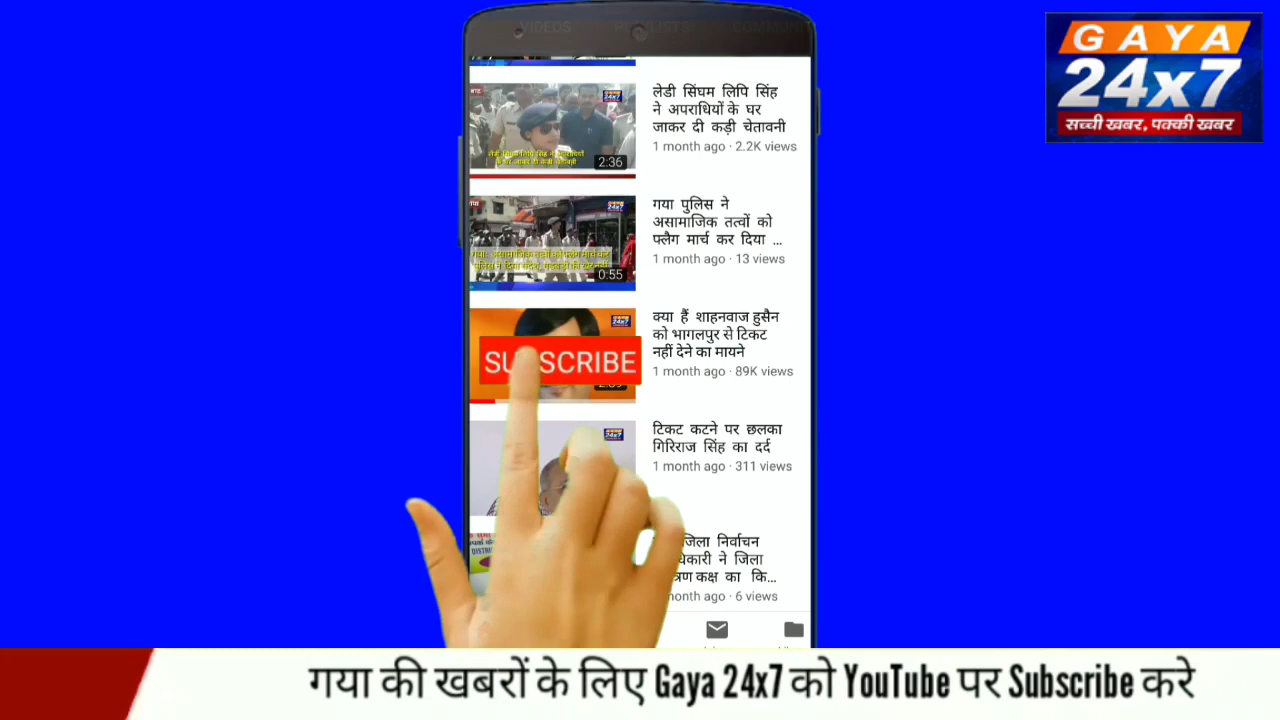 VIDEOS PLAYLISTS COMMUNITY
GAYA
24x7
सच्ची खबर, पक्की खबर
लेडी सिंघम लिपि सिंह
ने अपराधियों के घर
जाकर दी कड़ी चेतावनी
1 month ago · 2.2K views
2:36
गया पुलिस ने
असामाजिक तत्वों को
फ्लैग मार्च कर दिया ...
1 month ago · 13 views
0:55
क्या हैं शाहनवाज हुसैन
को भागलपुर से टिकट
नहीं देने का मायने
1 month ago · 89K views
SUBSCRIBE
टिकट कटने पर छलका
गिरिराज सिंह का दर्द
1 month ago · 311 views
जिला निर्वाचन
ने जिला
कक्ष का कि...
ago · 6 views
गया की खबरों के लिए Gaya 24x7 को YouTube पर Subscribe करे